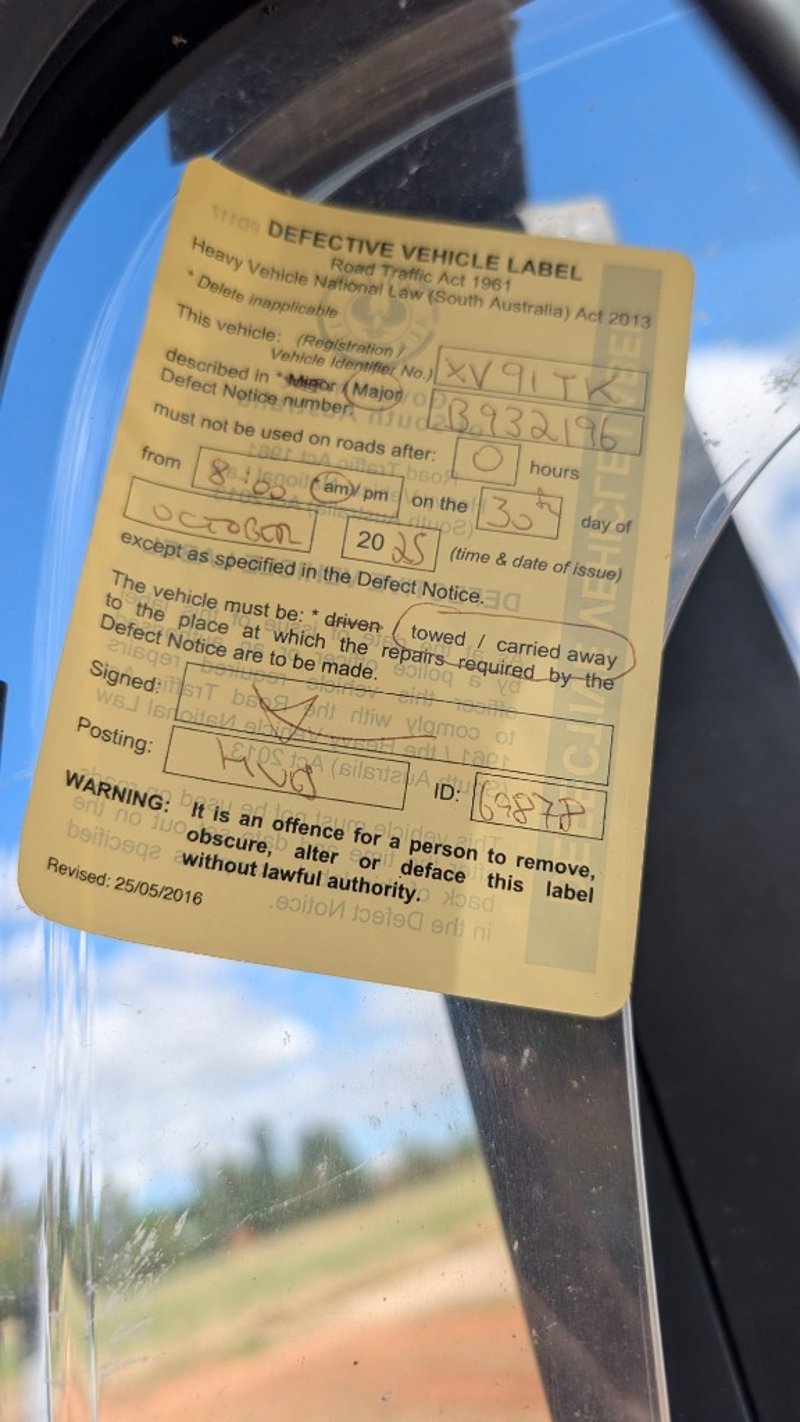 DEFECTIVE VEHICLE LABEL
Road Traffic Act 1961
Heavy Vehicle National Law (South Australia) Act 2013
* Delete inapplicable
This vehicle: (Registration /
Vehicle Identifier No.) XV91TK
described in * Minor / Major
Defect Notice number: B932196
must not be used on roads after: 0 hours
from 8:00 * am / pm on the 30th day of
OCTOBER 20 25 (time & date of issue)
except as specified in the Defect Notice.
The vehicle must be: * driven / towed / carried away
to the place at which the repairs required by the
Defect Notice are to be made.
Signed:
Posting: ID: 69878
WARNING: It is an offence for a person to remove,
obscure, alter or deface this label
without lawful authority.
Revised: 25/05/2016